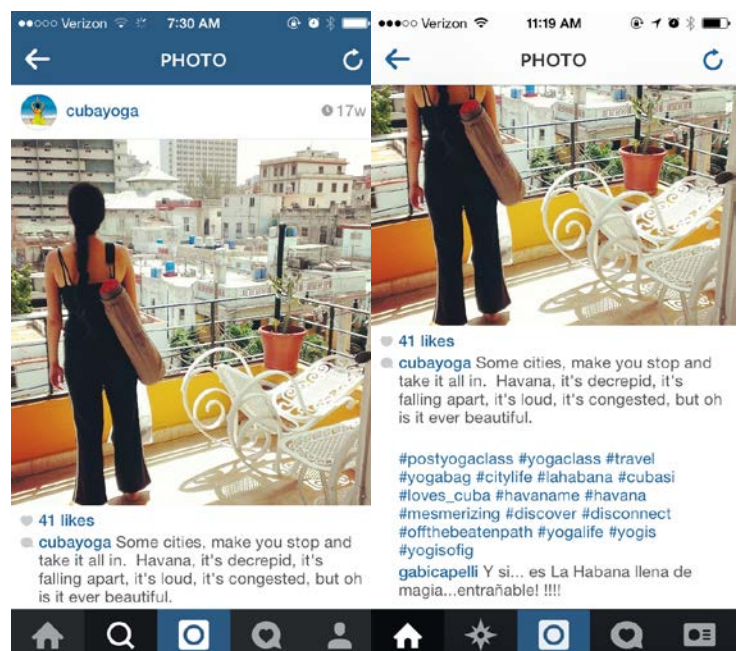 Verizon 7:30 AM
PHOTO
cubayoga 17w
41 likes
cubayoga Some cities, make you stop and
take it all in. Havana, it's decrepid, it's
falling apart, it's loud, it's congested, but oh
is it ever beautiful.
Verizon 11:19 AM
PHOTO
41 likes
cubayoga Some cities, make you stop and
take it all in. Havana, it's decrepid, it's
falling apart, it's loud, it's congested, but oh
is it ever beautiful.
#postyogaclass #yogaclass #travel
#yogabag #citylife #lahabana #cubasi
#loves_cuba #havaname #havana
#mesmerizing #discover #disconnect
#offthebeatenpath #yogalife #yogis
#yogisofig
gabicapelli Y si... es La Habana llena de
magia...entrañable! !!!!